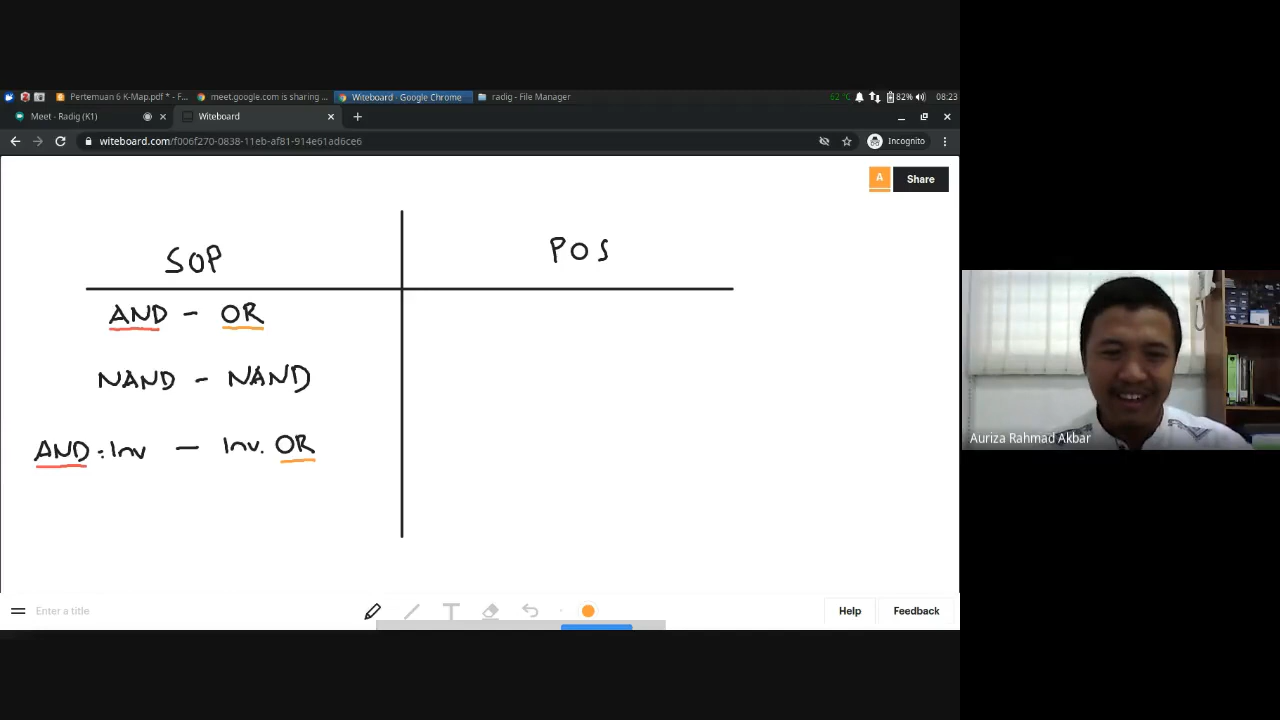 Pertemuan 6 K-Map.pdf * - F... meet.google.com is sharing ... Witeboard - Google Chrome radig - File Manager 62 °C 82% 08:23
Meet - Radig (K1) Witeboard
witeboard.com/f006f270-0838-11eb-af81-914e61ad6ce6 Incognito
A Share
SOP POS
AND - OR
NAND - NAND
AND . Inv — Inv. OR
Auriza Rahmad Akbar
Enter a title T Help Feedback